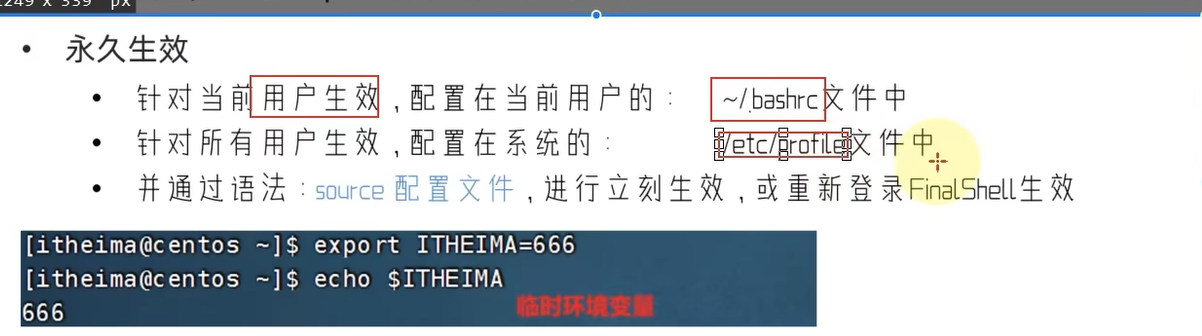 • 永久生效
• 针对当前用户生效,配置在当前用户的: ~/.bashrc文件中
• 针对所有用户生效,配置在系统的: /etc/profile文件中
• 并通过语法:source 配置文件,进行立刻生效,或重新登录FinalShell生效
[itheima@centos ~]$ export ITHEIMA=666
[itheima@centos ~]$ echo $ITHEIMA
666
临时环境变量